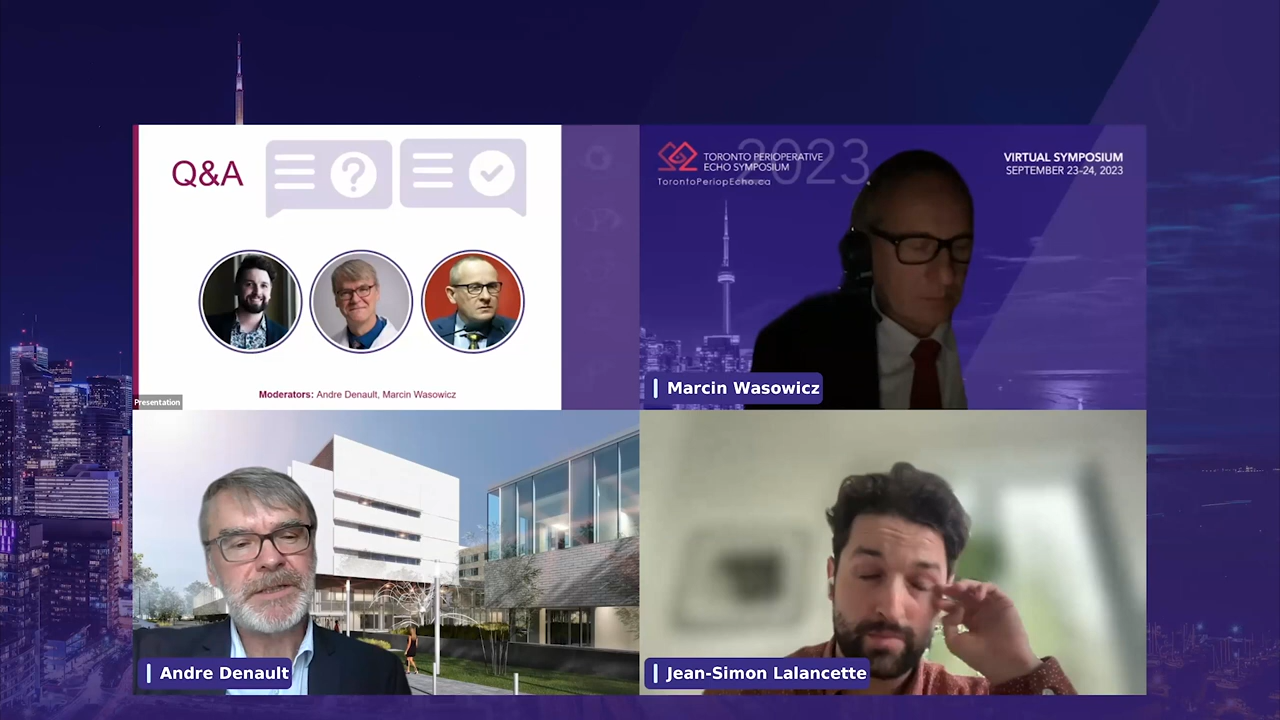 Q&A
?
Moderators: Andre Denault, Marcin Wasowicz
Presentation
2023
TORONTO PERIOPERATIVE
ECHO SYMPOSIUM
TorontoPeriopEcho.ca
VIRTUAL SYMPOSIUM
SEPTEMBER 23-24, 2023
Marcin Wasowicz
Andre Denault
Jean-Simon Lalancette